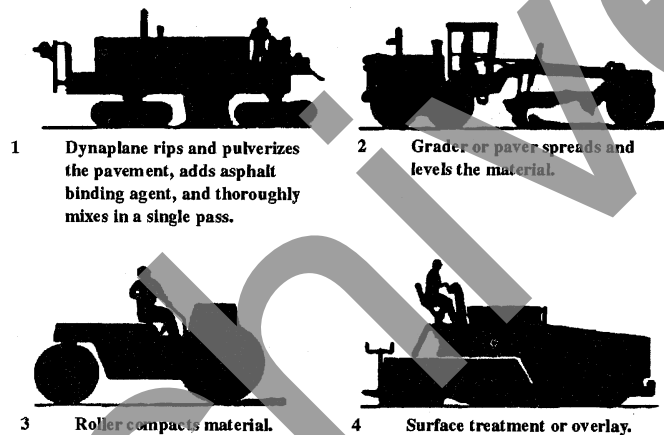 1 Dynaplane rips and pulverizes
the pavement, adds asphalt
binding agent, and thoroughly
mixes in a single pass.
2 Grader or paver spreads and
levels the material.
3 Roller compacts material.
4 Surface treatment or overlay.